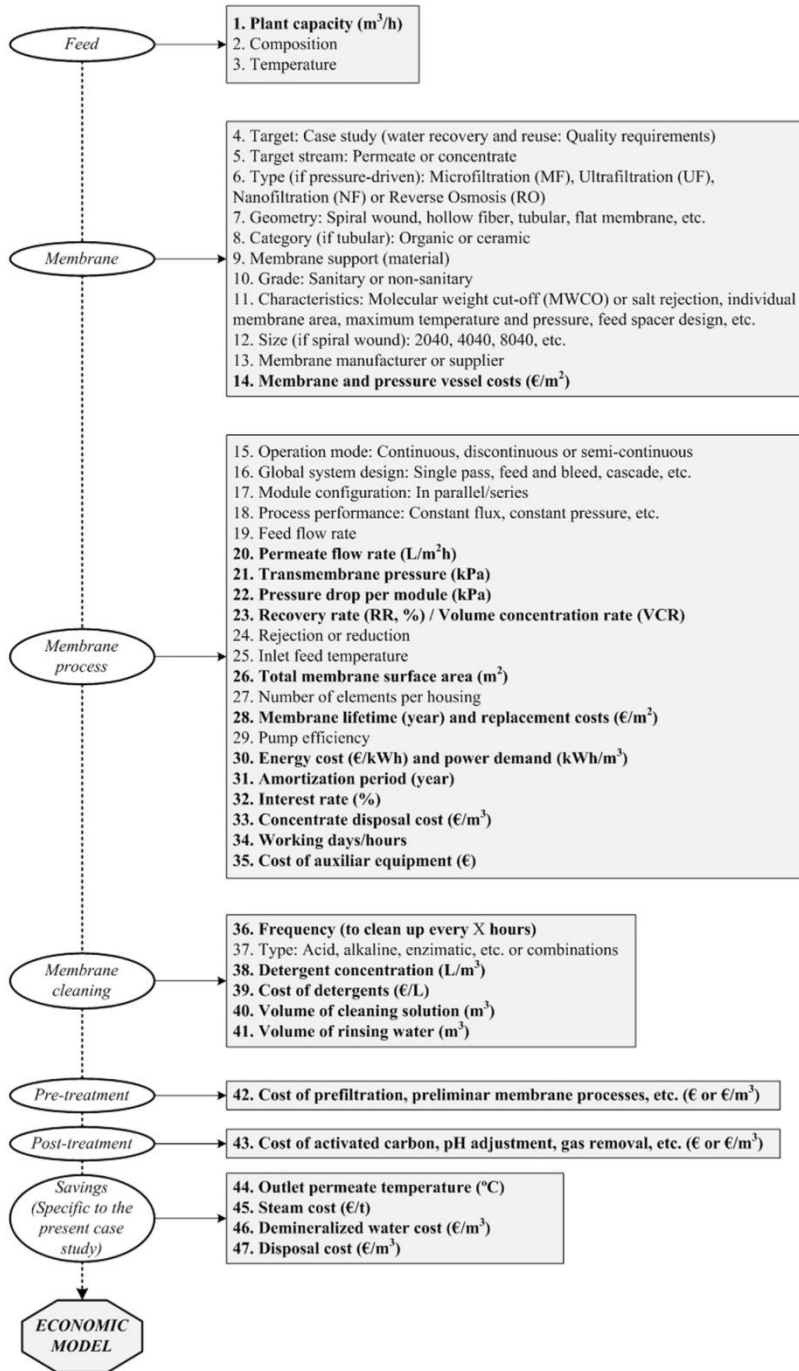 Feed
1. Plant capacity (m³/h)
2. Composition
3. Temperature
Membrane
4. Target: Case study (water recovery and reuse: Quality requirements)
5. Target stream: Permeate or concentrate
6. Type (if pressure-driven): Microfiltration (MF), Ultrafiltration (UF),
Nanofiltration (NF) or Reverse Osmosis (RO)
7. Geometry: Spiral wound, hollow fiber, tubular, flat membrane, etc.
8. Category (if tubular): Organic or ceramic
9. Membrane support (material)
10. Grade: Sanitary or non-sanitary
11. Characteristics: Molecular weight cut-off (MWCO) or salt rejection, individual
membrane area, maximum temperature and pressure, feed spacer design, etc.
12. Size (if spiral wound): 2040, 4040, 8040, etc.
13. Membrane manufacturer or supplier
14. Membrane and pressure vessel costs (€/m²)
Membrane
process
15. Operation mode: Continuous, discontinuous or semi-continuous
16. Global system design: Single pass, feed and bleed, cascade, etc.
17. Module configuration: In parallel/series
18. Process performance: Constant flux, constant pressure, etc.
19. Feed flow rate
20. Permeate flow rate (L/m²h)
21. Transmembrane pressure (kPa)
22. Pressure drop per module (kPa)
23. Recovery rate (RR, %) / Volume concentration rate (VCR)
24. Rejection or reduction
25. Inlet feed temperature
26. Total membrane surface area (m²)
27. Number of elements per housing
28. Membrane lifetime (year) and replacement costs (€/m²)
29. Pump efficiency
30. Energy cost (€/kWh) and power demand (kWh/m³)
31. Amortization period (year)
32. Interest rate (%)
33. Concentrate disposal cost (€/m³)
34. Working days/hours
35. Cost of auxiliar equipment (€)
Membrane
cleaning
36. Frequency (to clean up every X hours)
37. Type: Acid, alkaline, enzimatic, etc. or combinations
38. Detergent concentration (L/m³)
39. Cost of detergents (€/L)
40. Volume of cleaning solution (m³)
41. Volume of rinsing water (m³)
Pre-treatment
42. Cost of prefiltration, preliminar membrane processes, etc. (€ or €/m³)
Post-treatment
43. Cost of activated carbon, pH adjustment, gas removal, etc. (€ or €/m³)
Savings
(Specific to the
present case
study)
44. Outlet permeate temperature (ºC)
45. Steam cost (€/t)
46. Demineralized water cost (€/m³)
47. Disposal cost (€/m³)
ECONOMIC
MODEL